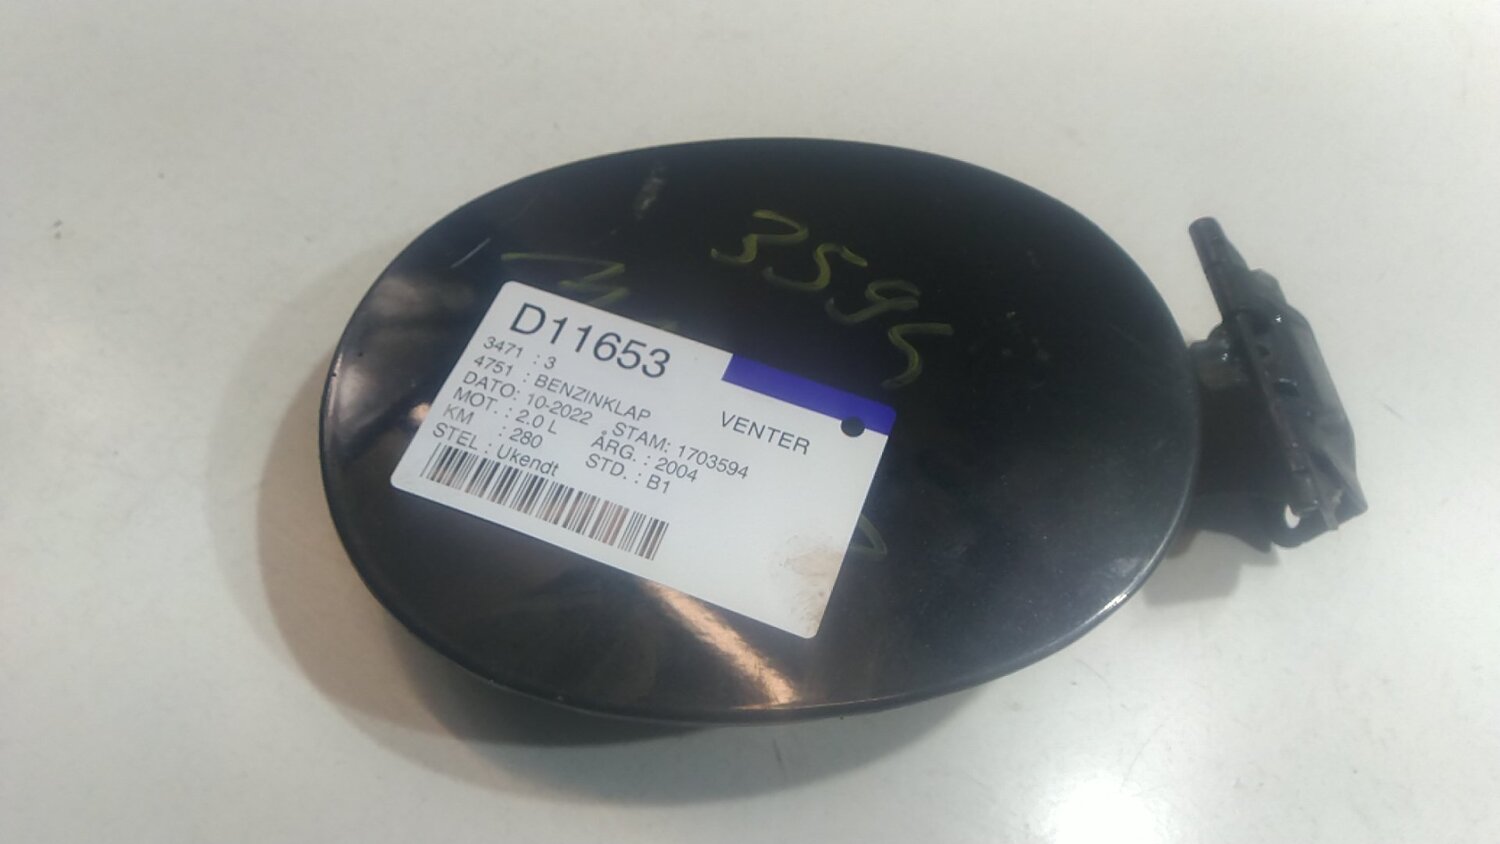 3595
D11653
VENTER
3471 : 3
4751 : BENZINKLAP
DATO: 10-2022 STAM: 1703594
MOT. : 2.0 L ÅRG. : 2004
KM : 280 STD. : B1
STEL : Ukendt